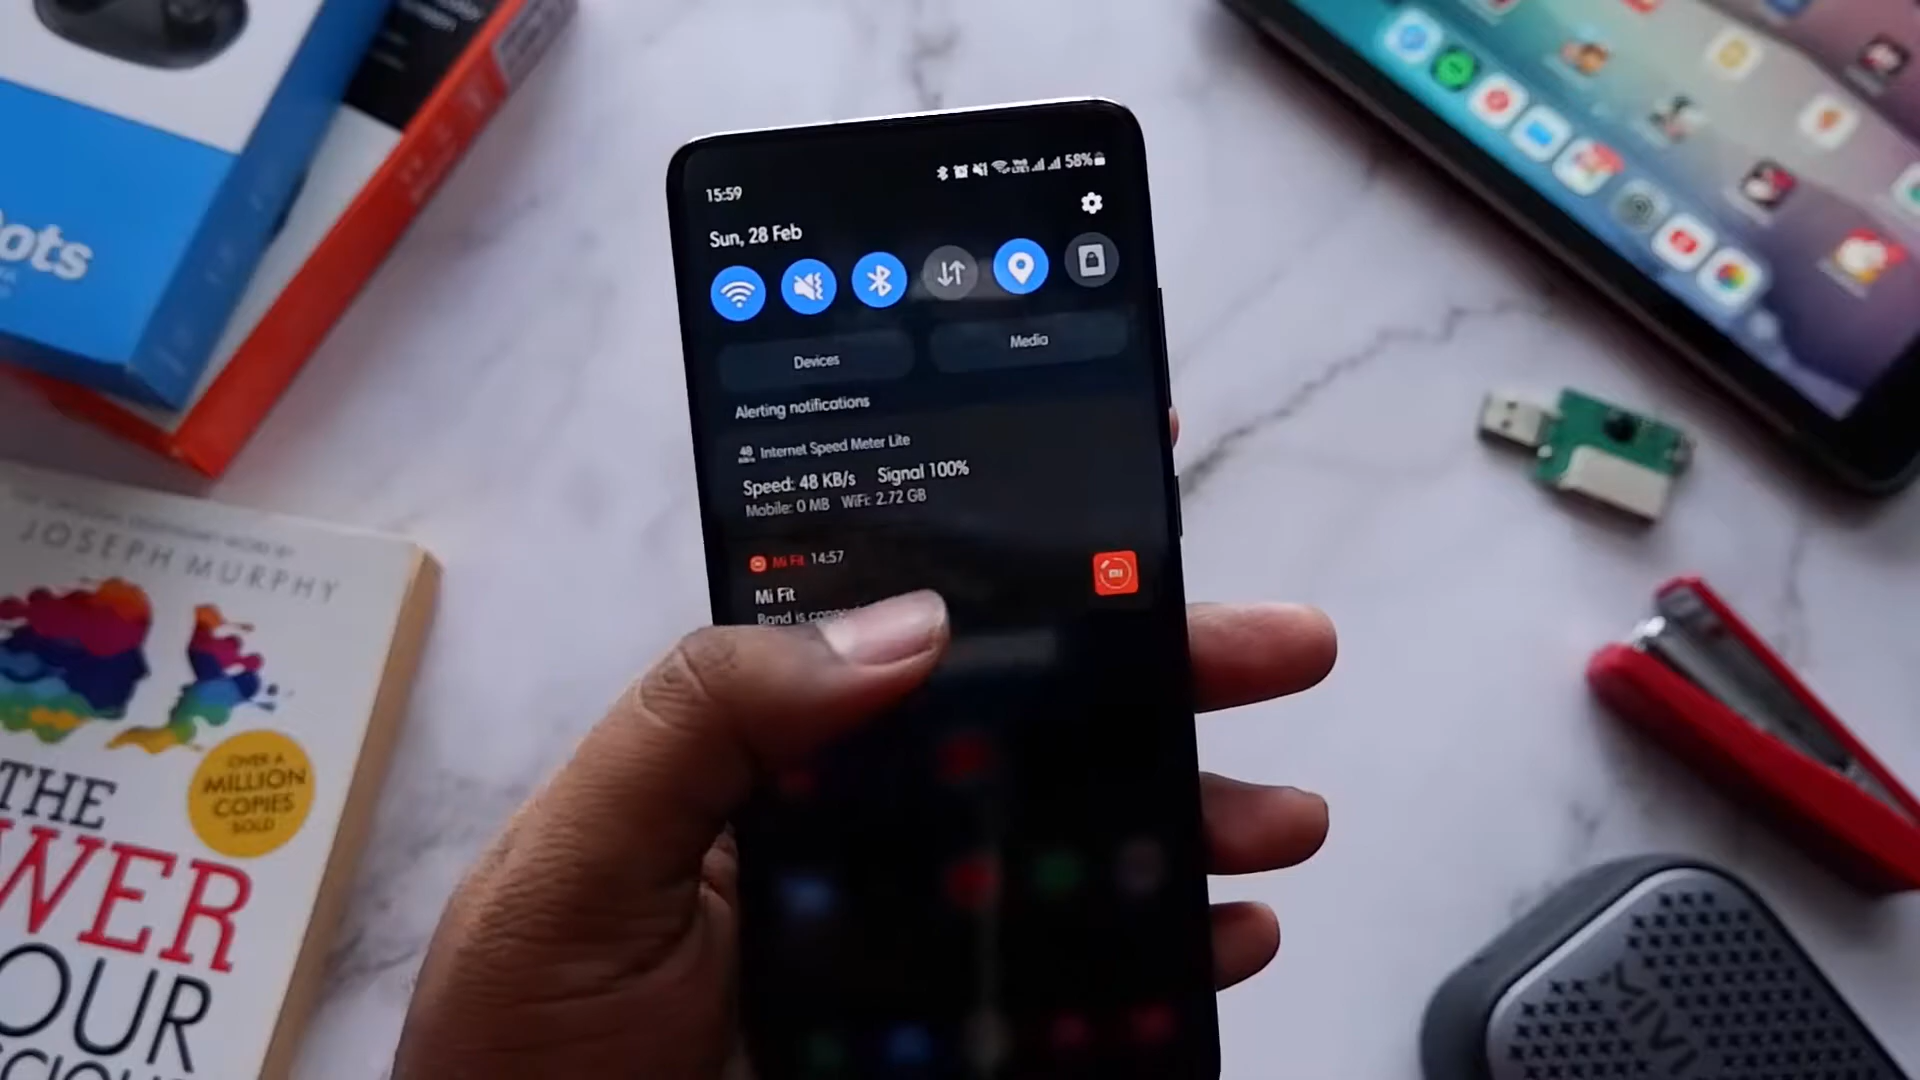 15:59
58%
Sun, 28 Feb
Devices
Media
Alerting notifications
48
Internet Speed Meter Lite
Speed: 48 KB/s Signal 100%
Mobile: 0 MB WiFi: 2.72 GB
Mi Fit 14:57
Mi Fit
Band is
ots
JOSEPH MURPHY
OVER A
MILLION
COPIES
SOLD
THE
WER
OUR
MIVI